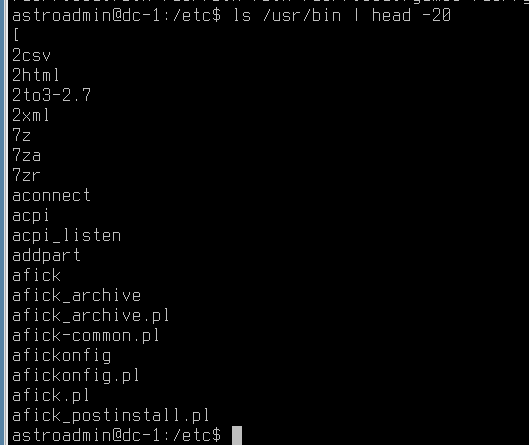 astroadmin@dc-1:/etc$ ls /usr/bin | head -20
[
2csv
2html
2to3-2.7
2xml
7z
7za
7zr
aconnect
acpi
acpi_listen
addpart
afick
afick_archive
afick_archive.pl
afick-common.pl
afickonfig
afickonfig.pl
afick.pl
afick_postinstall.pl
astroadmin@dc-1:/etc$